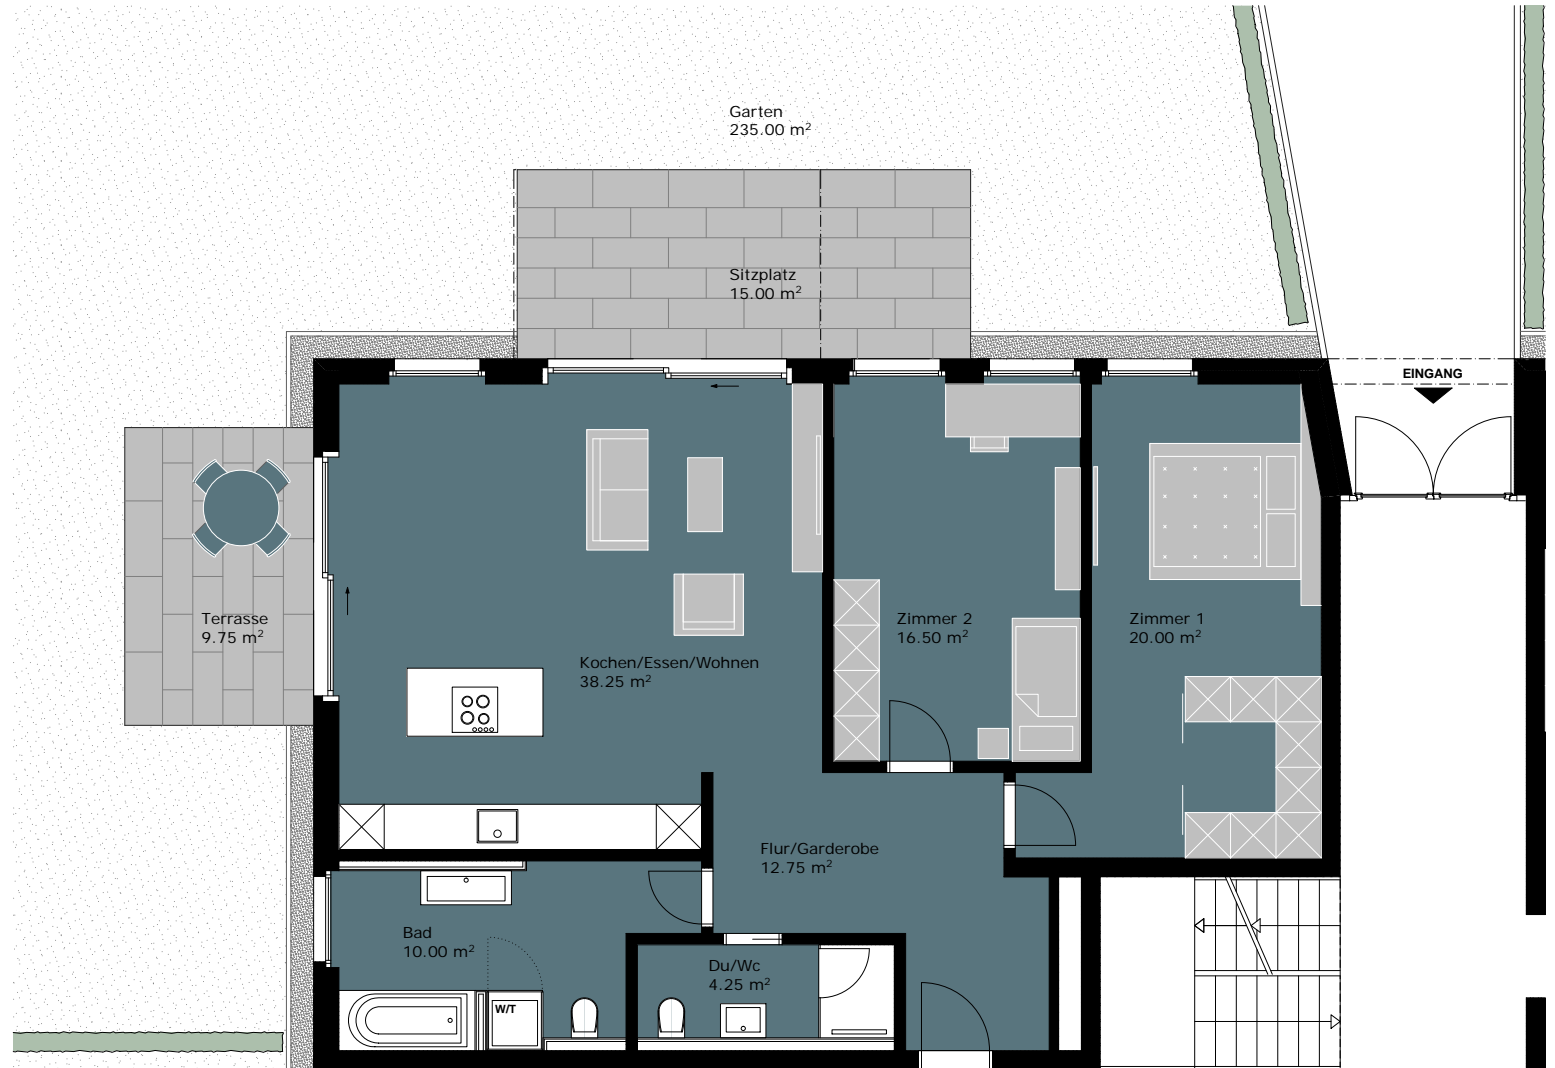 Garten
235.00 m²
Sitzplatz
15.00 m²
EINGANG
Terrasse
9.75 m²
Zimmer 2
16.50 m²
Zimmer 1
20.00 m²
Kochen/Essen/Wohnen
38.25 m²
Flur/Garderobe
12.75 m²
Bad
10.00 m²
Du/Wc
4.25 m²
W/T